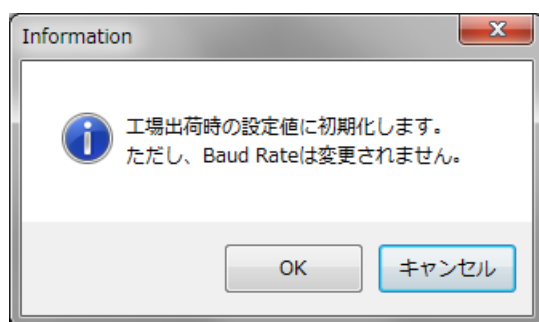 Information
工場出荷時の設定値に初期化します。
ただし、Baud Rateは変更されません。
OK
キャンセル